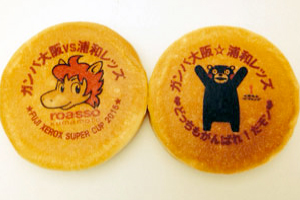 ガンバ大阪vs浦和レッズ
roasso
kumamoto
★FUJI XEROX SUPER CUP 2016★
ガンバ大阪☆浦和レッズ
♥どっちもがんばれ!だモン♥